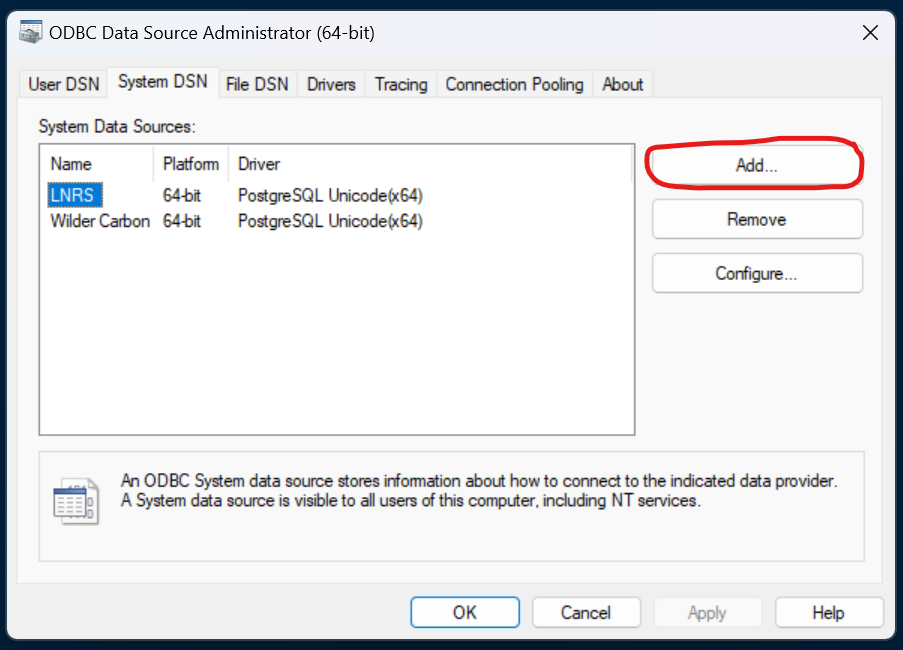 ODBC Data Source Administrator (64-bit)
User DSN System DSN File DSN Drivers Tracing Connection Pooling About
System Data Sources:
Name Platform Driver
LNRS 64-bit PostgreSQL Unicode(x64)
Wilder Carbon 64-bit PostgreSQL Unicode(x64)
Add...
Remove
Configure...
An ODBC System data source stores information about how to connect to the indicated data provider.
A System data source is visible to all users of this computer, including NT services.
OK Cancel Apply Help